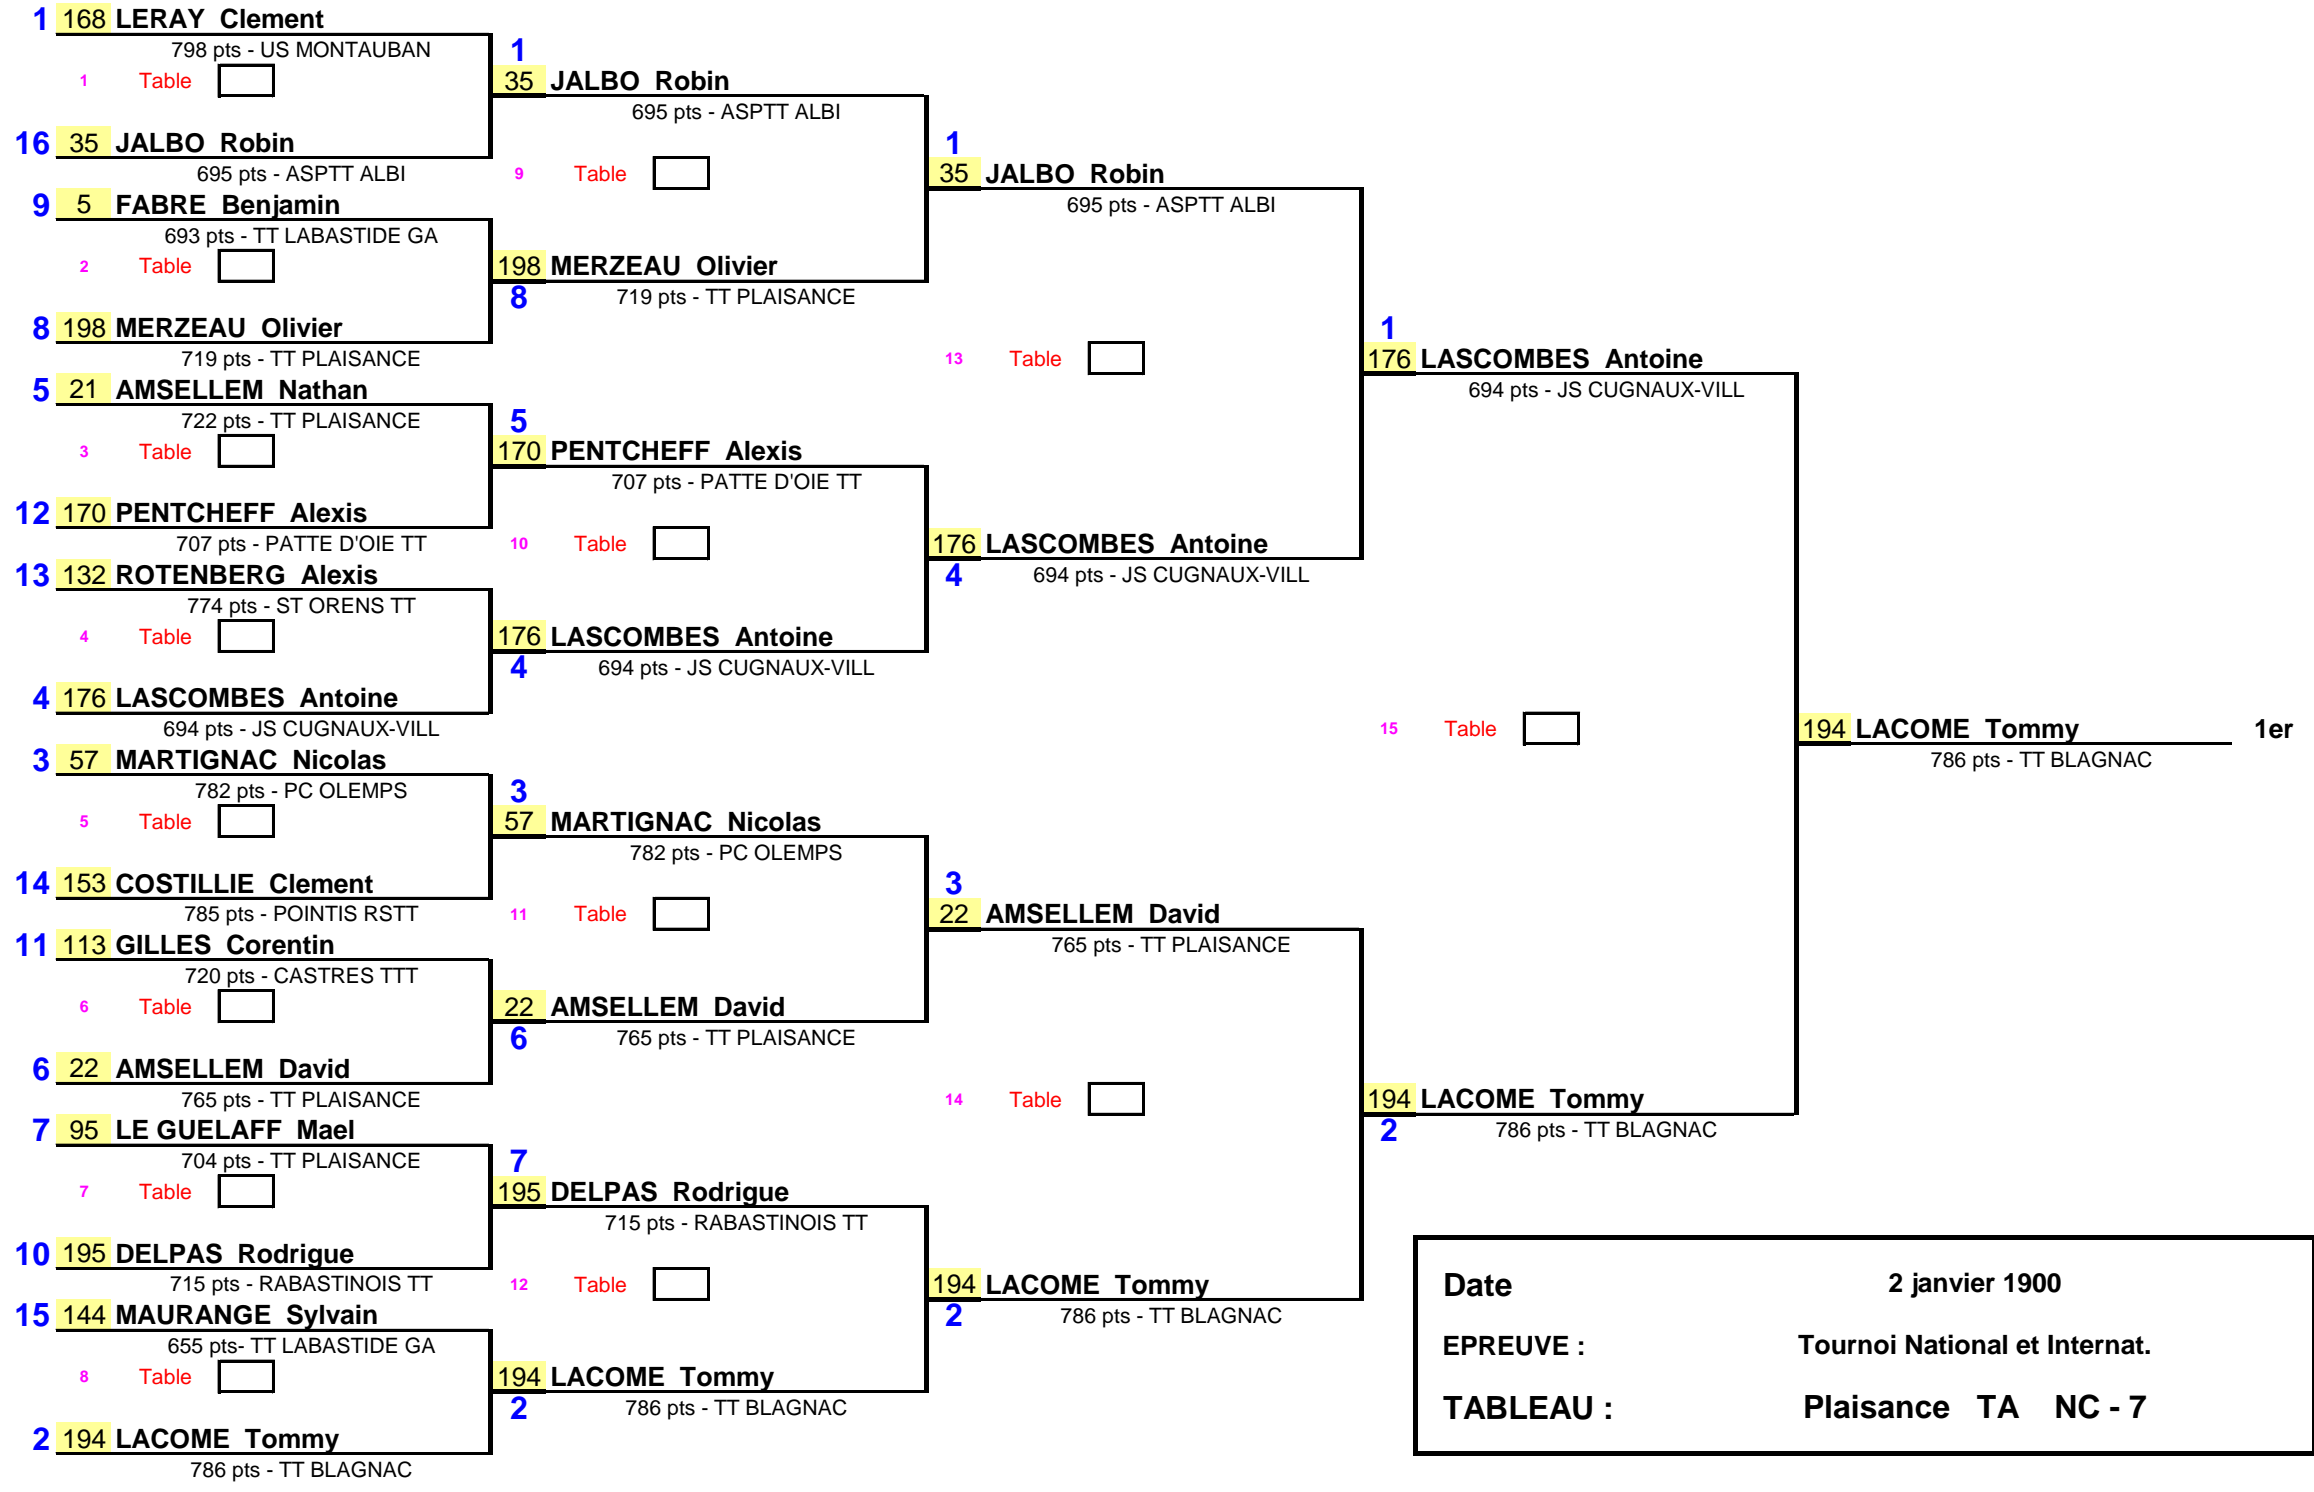 1 168 LERAY Clement
798 pts - US MONTAUBAN
1 Table
16 35 JALBO Robin
695 pts - ASPTT ALBI
9 5 FABRE Benjamin
693 pts - TT LABASTIDE GA
2 Table
8 198 MERZEAU Olivier
719 pts - TT PLAISANCE
5 21 AMSELLEM Nathan
722 pts - TT PLAISANCE
3 Table
12 170 PENTCHEFF Alexis
707 pts - PATTE D'OIE TT
13 132 ROTENBERG Alexis
774 pts - ST ORENS TT
4 Table
4 176 LASCOMBES Antoine
694 pts - JS CUGNAUX-VILL
3 57 MARTIGNAC Nicolas
782 pts - PC OLEMPS
5 Table
14 153 COSTILLIE Clement
785 pts - POINTIS RSTT
11 113 GILLES Corentin
720 pts - CASTRES TTT
6 Table
6 22 AMSELLEM David
765 pts - TT PLAISANCE
7 95 LE GUELAFF Mael
704 pts - TT PLAISANCE
7 Table
10 195 DELPAS Rodrigue
715 pts - RABASTINOIS TT
15 144 MAURANGE Sylvain
655 pts- TT LABASTIDE GA
8 Table
2 194 LACOME Tommy
786 pts - TT BLAGNAC
1
35 JALBO Robin
695 pts - ASPTT ALBI
9 Table
198 MERZEAU Olivier
8 719 pts - TT PLAISANCE
5
170 PENTCHEFF Alexis
707 pts - PATTE D'OIE TT
10 Table
176 LASCOMBES Antoine
4 694 pts - JS CUGNAUX-VILL
3
57 MARTIGNAC Nicolas
782 pts - PC OLEMPS
11 Table
22 AMSELLEM David
6 765 pts - TT PLAISANCE
7
195 DELPAS Rodrigue
715 pts - RABASTINOIS TT
12 Table
194 LACOME Tommy
2 786 pts - TT BLAGNAC
1
35 JALBO Robin
695 pts - ASPTT ALBI
13 Table
176 LASCOMBES Antoine
4 694 pts - JS CUGNAUX-VILL
3
22 AMSELLEM David
765 pts - TT PLAISANCE
14 Table
194 LACOME Tommy
2 786 pts - TT BLAGNAC
1
176 LASCOMBES Antoine
694 pts - JS CUGNAUX-VILL
15 Table
194 LACOME Tommy
2 786 pts - TT BLAGNAC
194 LACOME Tommy 1er
786 pts - TT BLAGNAC
Date 2 janvier 1900
EPREUVE : Tournoi National et Internat.
TABLEAU : Plaisance TA NC - 7